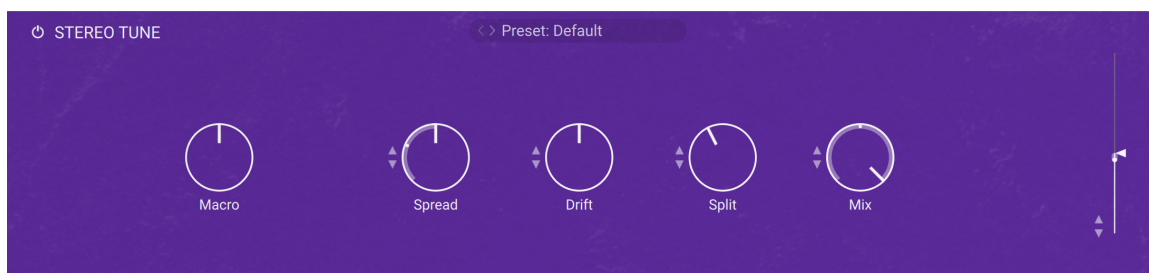 STEREO TUNE
Preset: Default
Macro
Spread
Drift
Split
Mix